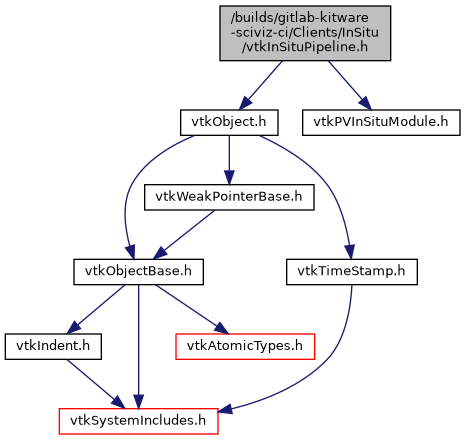 /builds/gitlab-kitware
-sciviz-ci/Clients/InSitu
/vtkInSituPipeline.h
vtkObject.h
vtkPVInSituModule.h
vtkWeakPointerBase.h
vtkObjectBase.h
vtkTimeStamp.h
vtkIndent.h
vtkAtomicTypes.h
vtkSystemIncludes.h